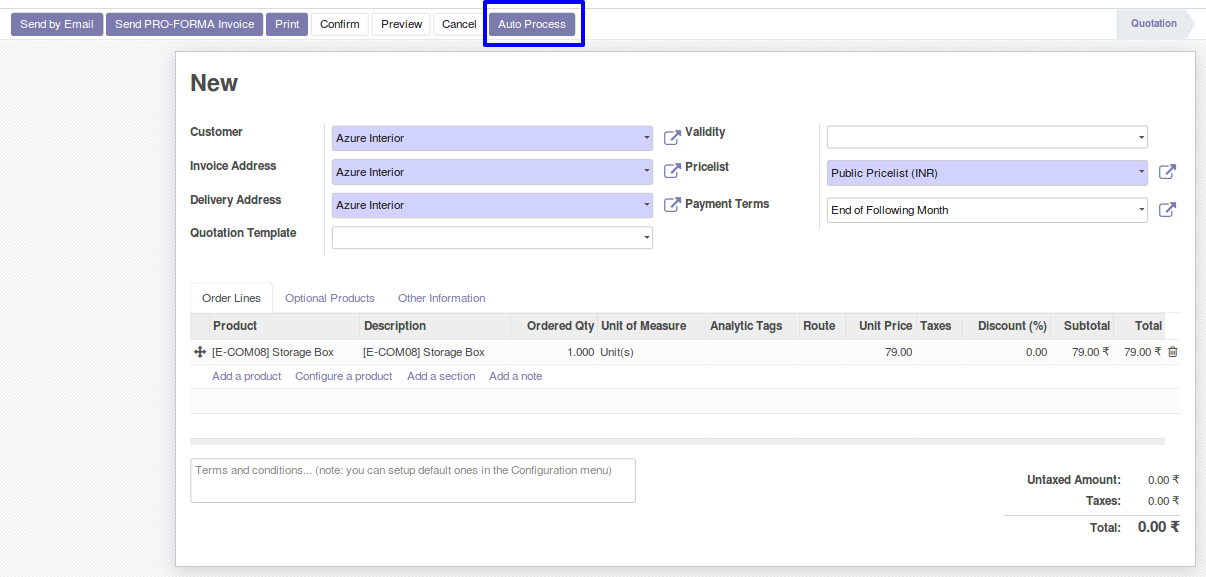 Send by Email Send PRO-FORMA Invoice Print Confirm Preview Cancel Auto Process Quotation
New
Customer Azure Interior Validity
Invoice Address Azure Interior Pricelist Public Pricelist (INR)
Delivery Address Azure Interior Payment Terms End of Following Month
Quotation Template
Order Lines Optional Products Other Information
Product Description Ordered Qty Unit of Measure Analytic Tags Route Unit Price Taxes Discount (%) Subtotal Total
[E-COM08] Storage Box [E-COM08] Storage Box 1.000 Unit(s) 79.00 0.00 79.00 ₹ 79.00 ₹
Add a product Configure a product Add a section Add a note
Terms and conditions... (note: you can setup default ones in the Configuration menu)
Untaxed Amount: 0.00 ₹
Taxes: 0.00 ₹
Total: 0.00 ₹